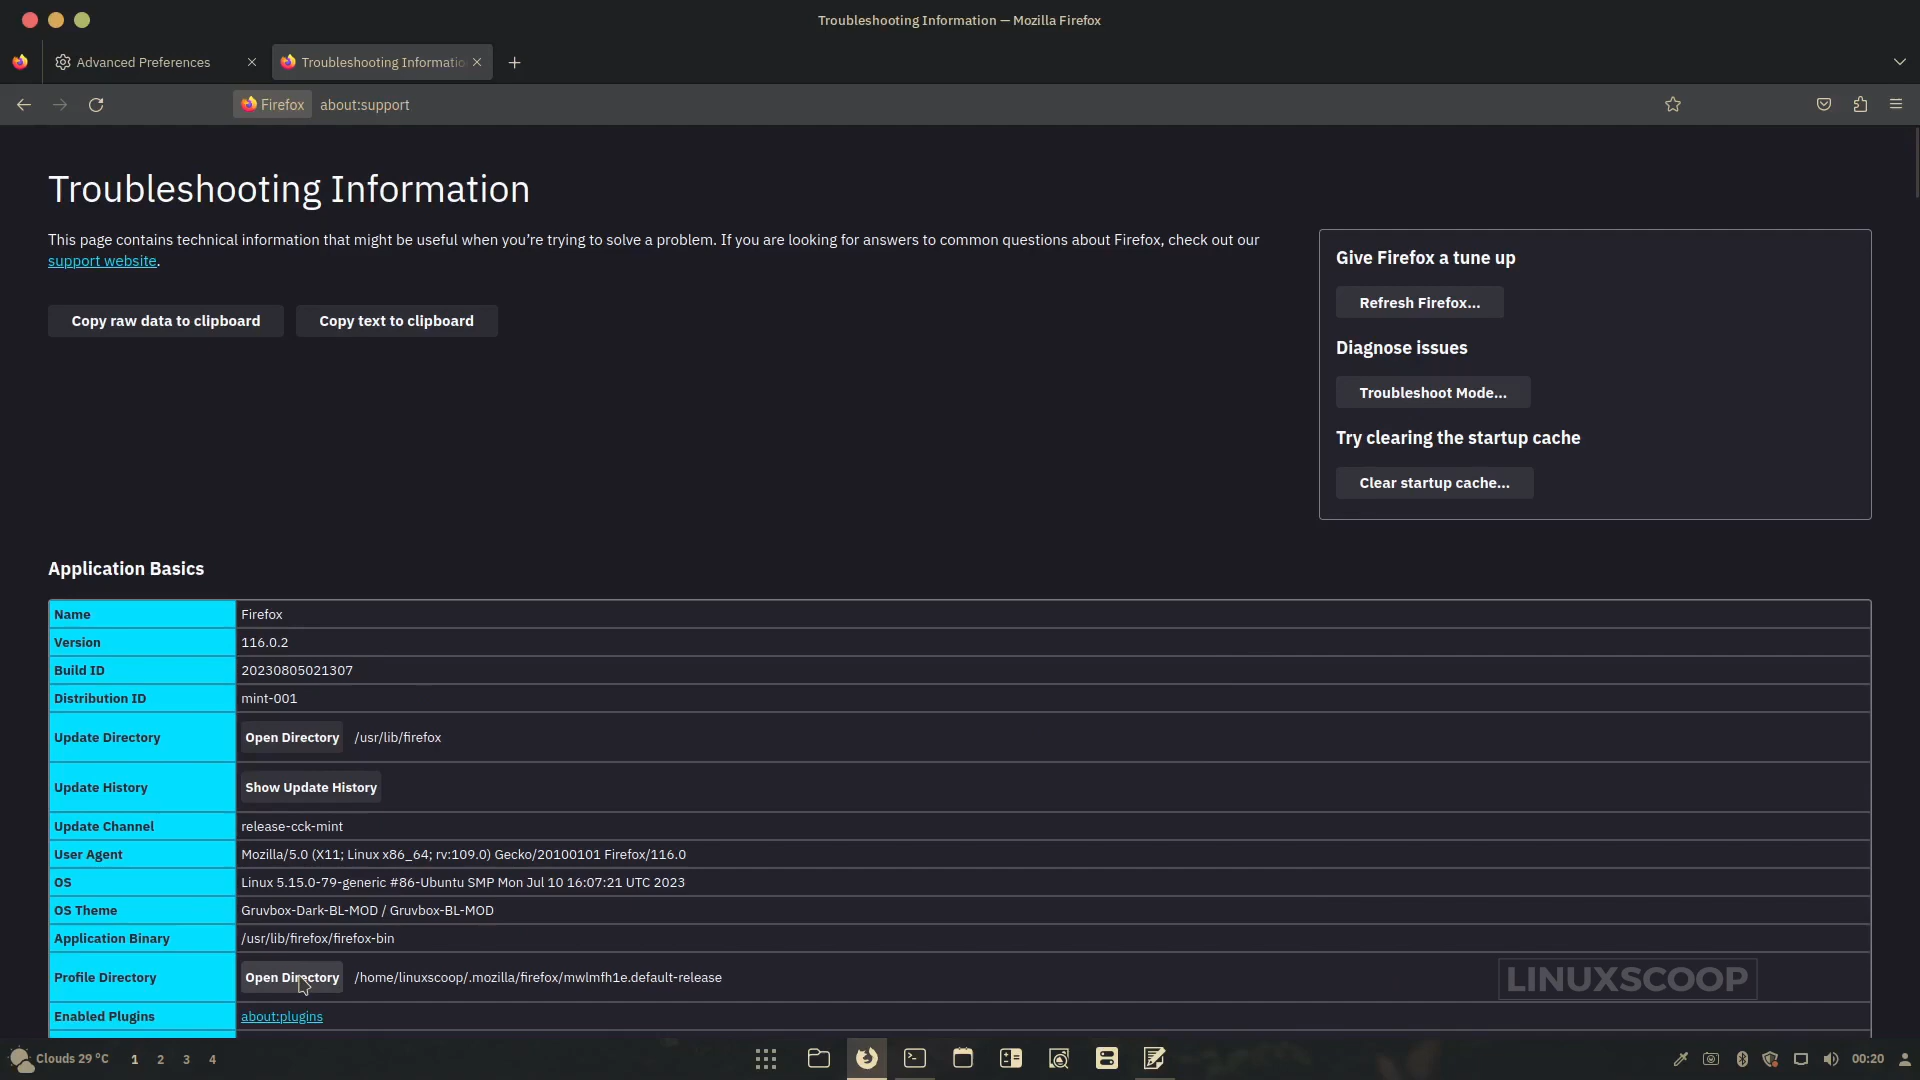 Troubleshooting Information — Mozilla Firefox
Advanced Preferences
Troubleshooting Informatio
Firefox about:support
Troubleshooting Information
This page contains technical information that might be useful when you’re trying to solve a problem. If you are looking for answers to common questions about Firefox, check out our
support website.
Copy raw data to clipboard
Copy text to clipboard
Give Firefox a tune up
Refresh Firefox...
Diagnose issues
Troubleshoot Mode...
Try clearing the startup cache
Clear startup cache...
Application Basics
Name Firefox
Version 116.0.2
Build ID 20230805021307
Distribution ID mint-001
Update Directory Open Directory /usr/lib/firefox
Update History Show Update History
Update Channel release-cck-mint
User Agent Mozilla/5.0 (X11; Linux x86_64; rv:109.0) Gecko/20100101 Firefox/116.0
OS Linux 5.15.0-79-generic #86-Ubuntu SMP Mon Jul 10 16:07:21 UTC 2023
OS Theme Gruvbox-Dark-BL-MOD / Gruvbox-BL-MOD
Application Binary /usr/lib/firefox/firefox-bin
Profile Directory Open Directory /home/linuxscoop/.mozilla/firefox/mwlmfh1e.default-release
LINUXSCOOP
Enabled Plugins about:plugins
Clouds 29 °C 1 2 3 4
00:20